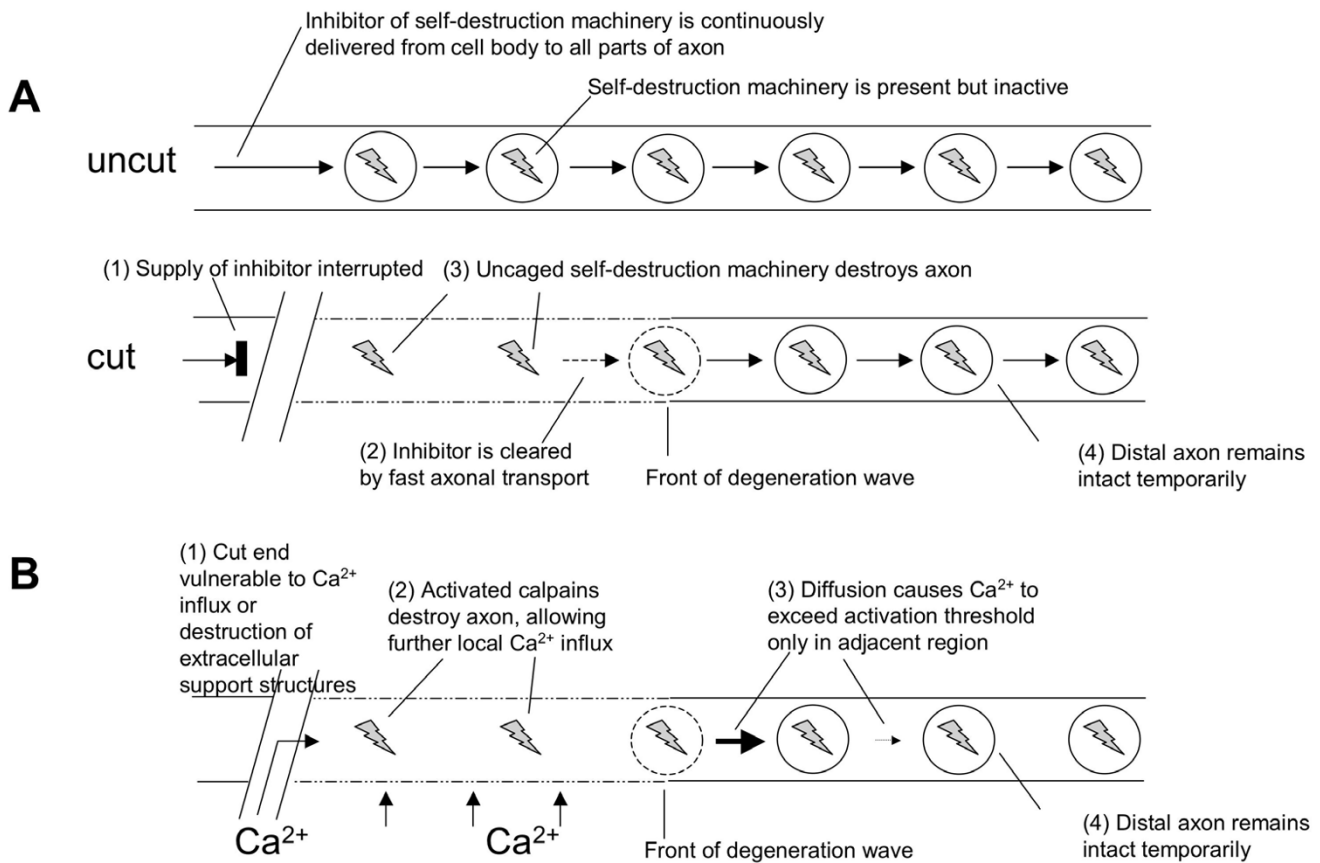 Inhibitor of self-destruction machinery is continuously
delivered from cell body to all parts of axon
A
Self-destruction machinery is present but inactive
uncut
(1) Supply of inhibitor interrupted
(3) Uncaged self-destruction machinery destroys axon
cut
(2) Inhibitor is cleared
by fast axonal transport
Front of degeneration wave
(4) Distal axon remains
intact temporarily
B
(1) Cut end
vulnerable to Ca²⁺
influx or
destruction of
extracellular
support structures
(2) Activated calpains
destroy axon, allowing
further local Ca²⁺ influx
(3) Diffusion causes Ca²⁺ to
exceed activation threshold
only in adjacent region
Ca²⁺
Ca²⁺
Front of degeneration wave
(4) Distal axon remains
intact temporarily